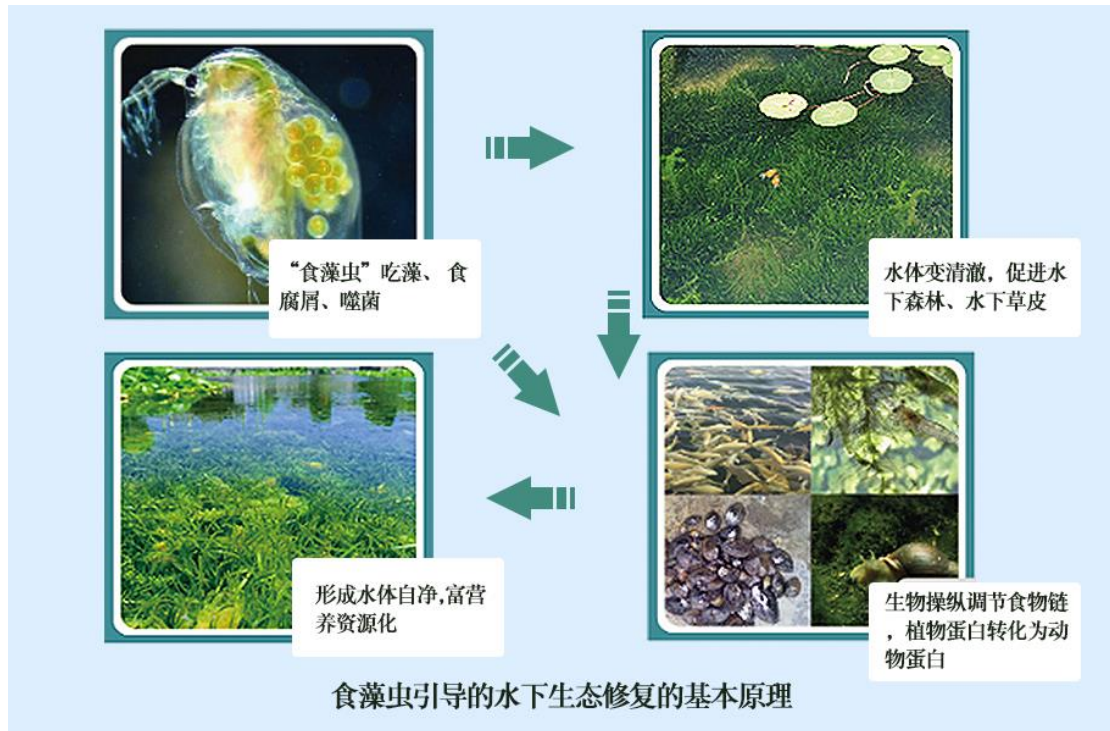 “食藻虫”吃藻、 食
腐屑、噬菌
水体变清澈，促进水
下森林、水下草皮
形成水体自净,富营
养资源化
生物操纵调节食物链
，植物蛋白转化为动
物蛋白
食藻虫引导的水下生态修复的基本原理